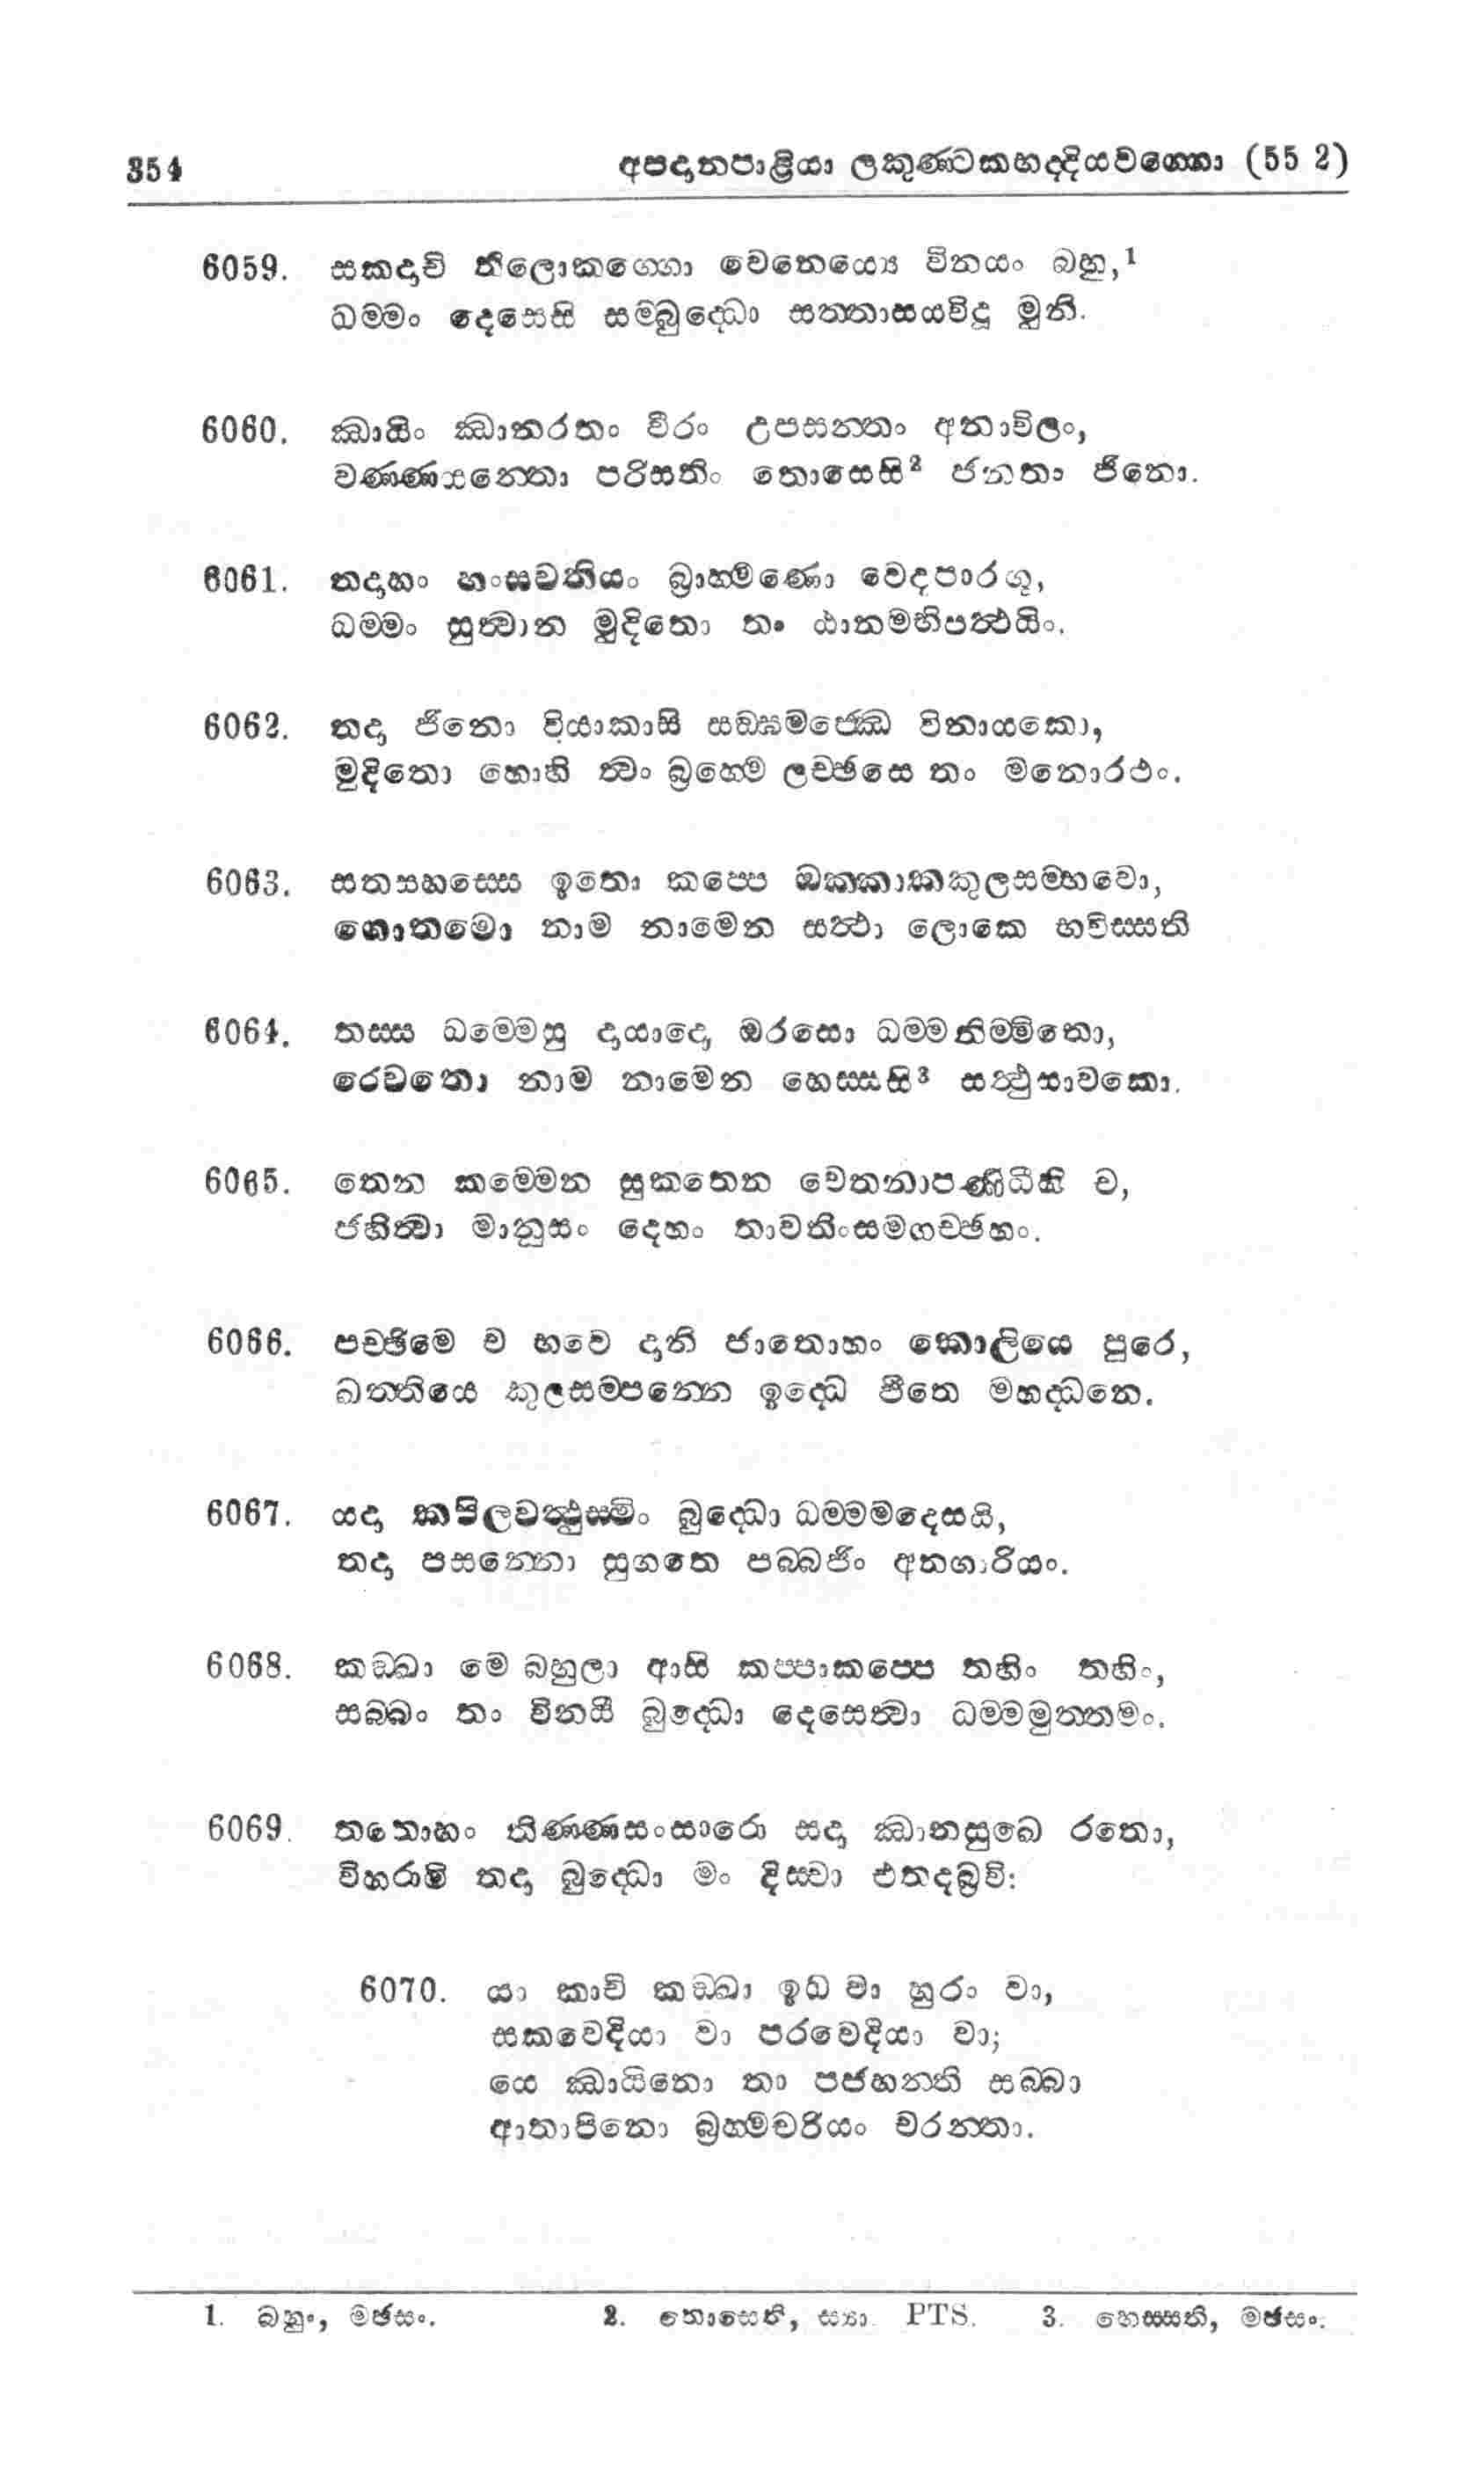 354 අපදානපාළියා ලකුණ්ටකභද්දියවග්ගො (55 2)
6059. සකදාචි තිලොකග්ගො වෙනෙය්‍ය විනයං බහු,1
ධම්මං දෙසෙසි සම්බුද්ධො සත්තාසයවිදූ මුනි.
6060. ඣායිං ඣානරතං වීරං උපසන්තං අනාවිලං,
වණ්ණයන්තො පරිසතිං තොසෙසි2 ජනතං ජිනො.
6061. තදාහං හංසවතියං බ්‍රාහ්මණො වෙදපාරගූ,
ධම්මං සුත්‍වාන මුදිතො තං ඨානමභිපත්‍ථයිං.
6062. තදා ජිනො වියාකාසි සඞ්ඝමජ්ඣෙ විනායකො,
මුදිතො හොහි ත්‍වං බ්‍රහ්මෙ ලච්ඡසෙ තං මනොරථං.
6063. සතසහස්සෙ ඉතො කප්පෙ ඔක්කාකකුලසම්භවො,
ගොතමො නාම නාමෙන සත්‍ථා ලොකෙ භවිස්සති
6064. තස්ස ධම්මෙසු දායාදො, ඔරසො ධම්මනිම්මිතො,
රෙවතො නාම නාමෙන හෙස්සසි3 සත්‍ථුසාවකො.
6065. තෙන කම්මෙන සුකතෙන චෙතනාපණිධීහි ච,
ජහිත්‍වා මානුසං දෙහං තාවතිංසමගච්ඡහං.
6066. පච්ඡිමෙ ච භවෙ දානි ජාතොහං කොලියෙ පුරෙ,
ඛත්තියෙ කුලසම්පන්නෙ ඉද්ධෙ ඵීතෙ මහද්ධනෙ.
6067. යදා කපිලවත්‍ථුස්මිං බුද්ධො ධම්මමදෙසයි,
තදා පසන්නො සුගතෙ පබ්බජිං අනගාරියං.
6068. කඞ්ඛා මෙ බහුලා ආසි කප්පාකප්පෙ තහිං තහිං,
සබ්බං තං විනයී බුද්ධො දෙසෙත්‍වා ධම්මමුත්තමං.
6069. තතොහං තිණ්ණසංසාරො සදා ඣානසුඛෙ රතො,
විහරාමි තදා බුද්ධො මං දිස්වා එතදබ්‍රවි:
6070. යා කාචි කඞ්ඛා ඉධ වා හුරං වා,
සකවෙදියා වා පරවෙදියා වා;
යෙ ඣායිනො තා පජහන්ති සබ්බා
ආතාපිනො බ්‍රහ්මචරියං චරන්තා.
1. බහුං, මඡසං. 2. තොසෙති, ස්‍යා. PTS. 3. හෙස්සති, මඡසං.